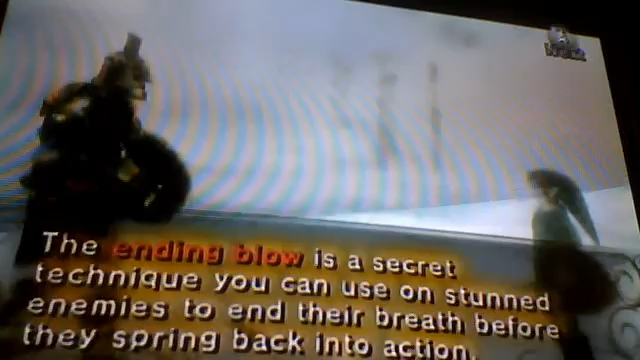 The ending blow is a secret
technique you can use on stunned
enemies to end their breath before
they spring back into action.